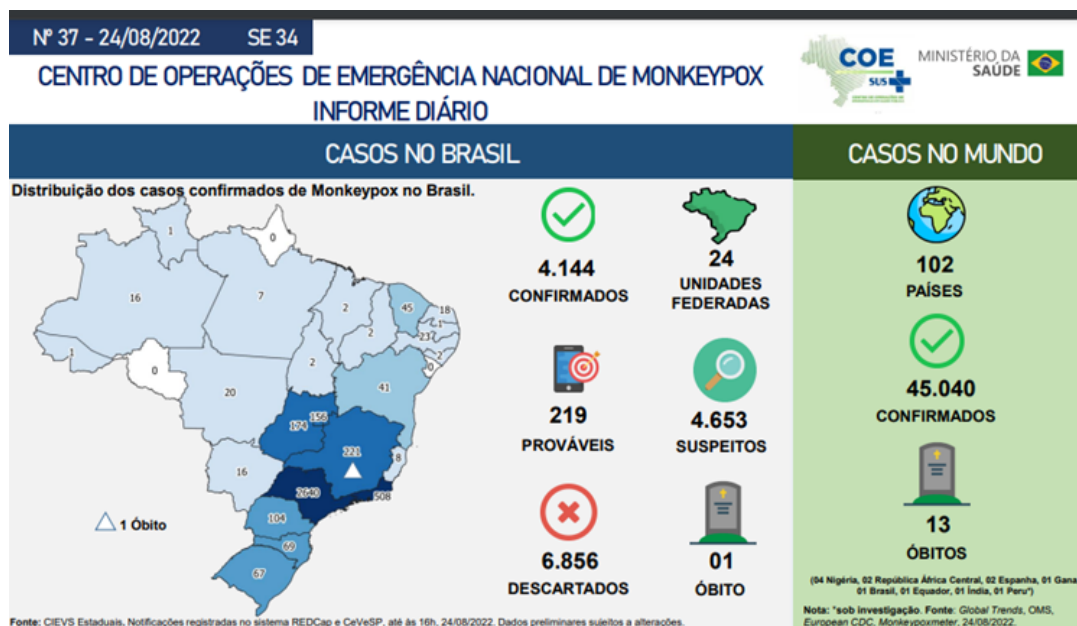 Nº 37 - 24/08/2022 SE 34
CENTRO DE OPERAÇÕES DE EMERGÊNCIA NACIONAL DE MONKEYPOX
INFORME DIÁRIO
COE
SUS
MINISTÉRIO DA
SAÚDE
CASOS NO BRASIL
Distribuição dos casos confirmados de Monkeypox no Brasil.
1
0
16
7
2
45
18
1
2
23
2
0
1
0
2
20
41
156
174
221
8
16
2640
508
104
69
67
1 Óbito
4.144
CONFIRMADOS
24
UNIDADES
FEDERADAS
219
PROVÁVEIS
4.653
SUSPEITOS
6.856
DESCARTADOS
01
ÓBITO
Fonte: CIEVS Estaduais. Notificações registradas no sistema REDCap e CeVeSP, até às 16h, 24/08/2022. Dados preliminares sujeitos a alterações.
CASOS NO MUNDO
102
PAÍSES
45.040
CONFIRMADOS
13
ÓBITOS
(04 Nigéria, 02 República África Central, 02 Espanha, 01 Gana
01 Brasil, 01 Equador, 01 Índia, 01 Peru*)
Nota: *sob investigação. Fonte: Global Trends, OMS,
European CDC, Monkeypoxmeter, 24/08/2022.